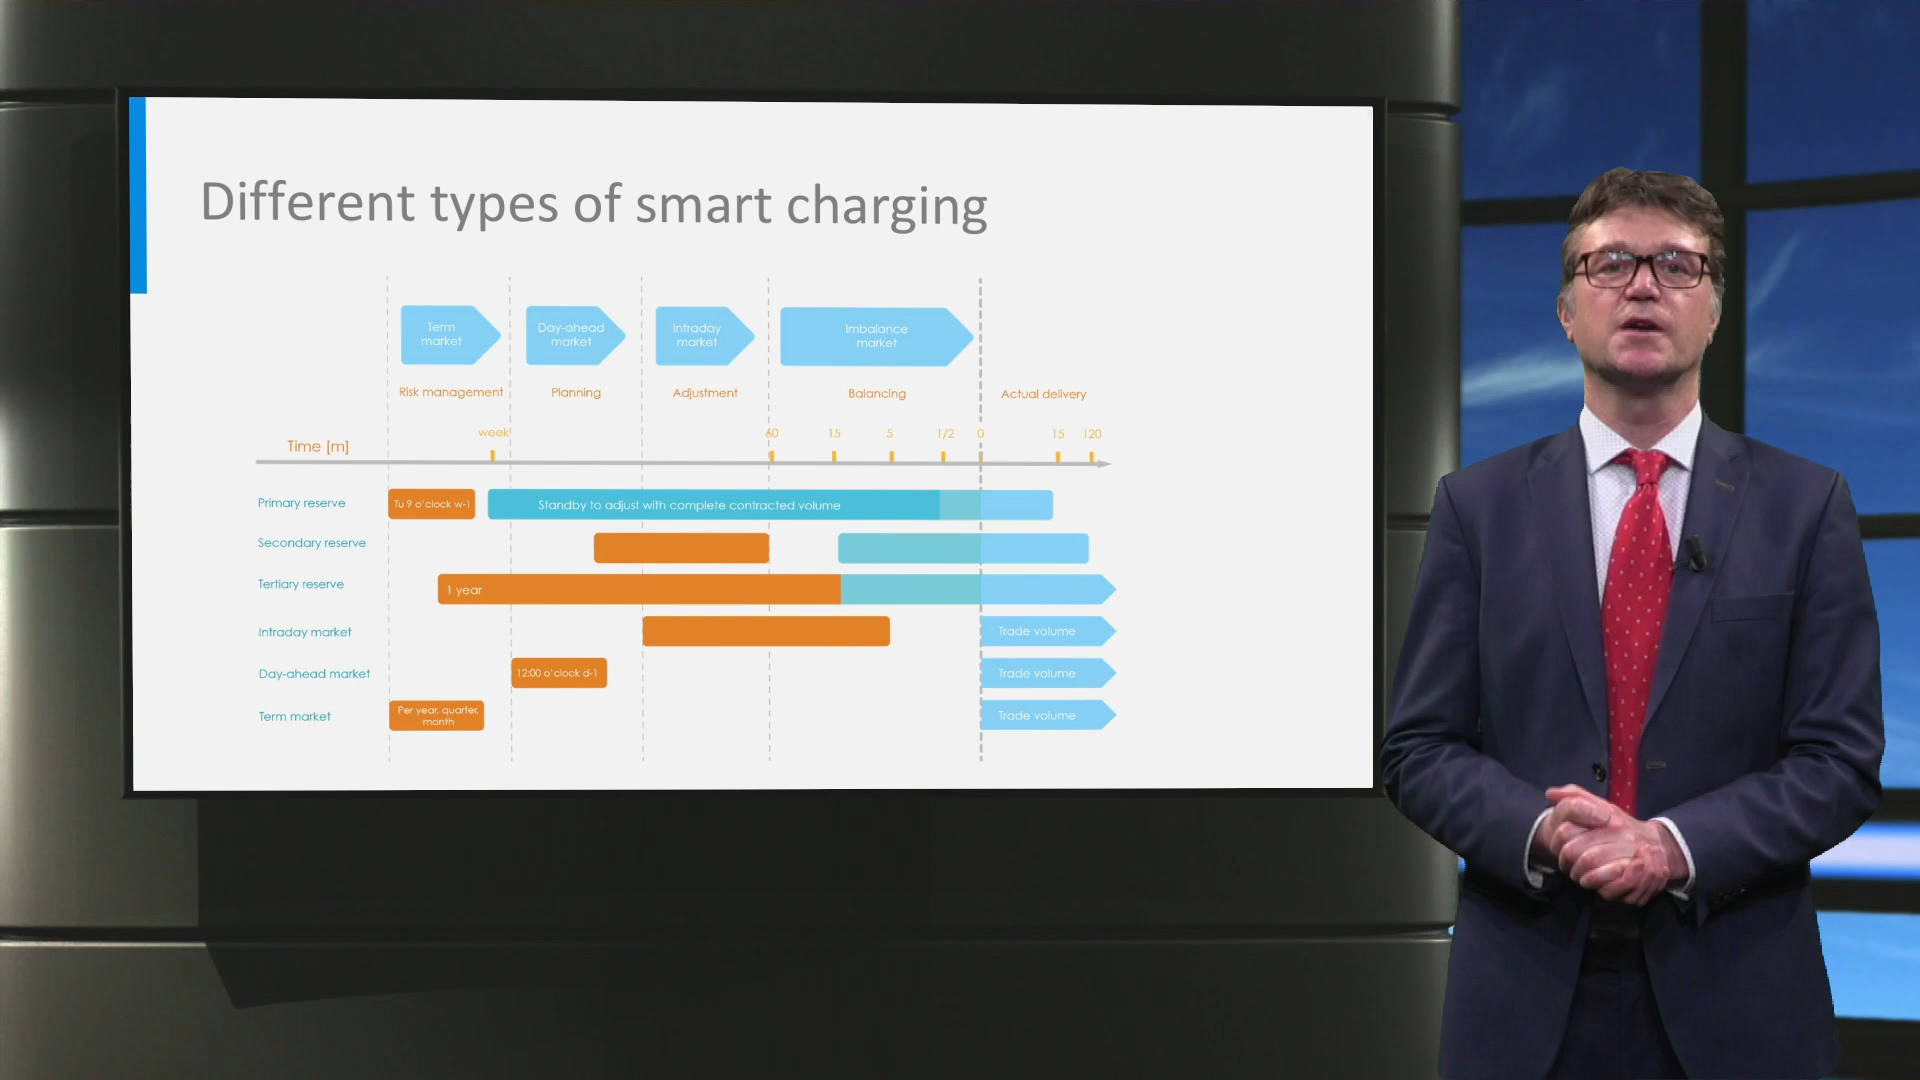 Different types of smart charging
Term
market
Day-ahead
market
Intraday
market
Imbalance
market
Risk management
Planning
Adjustment
Balancing
Actual delivery
Time [m]
week
60
15
5
1/2
0
15
120
Primary reserve
Tu 9 o'clock w-1
Standby to adjust with complete contracted volume
Secondary reserve
Tertiary reserve
1 year
Intraday market
Trade volume
Day-ahead market
12:00 o'clock d-1
Trade volume
Term market
Per year, quarter,
month
Trade volume